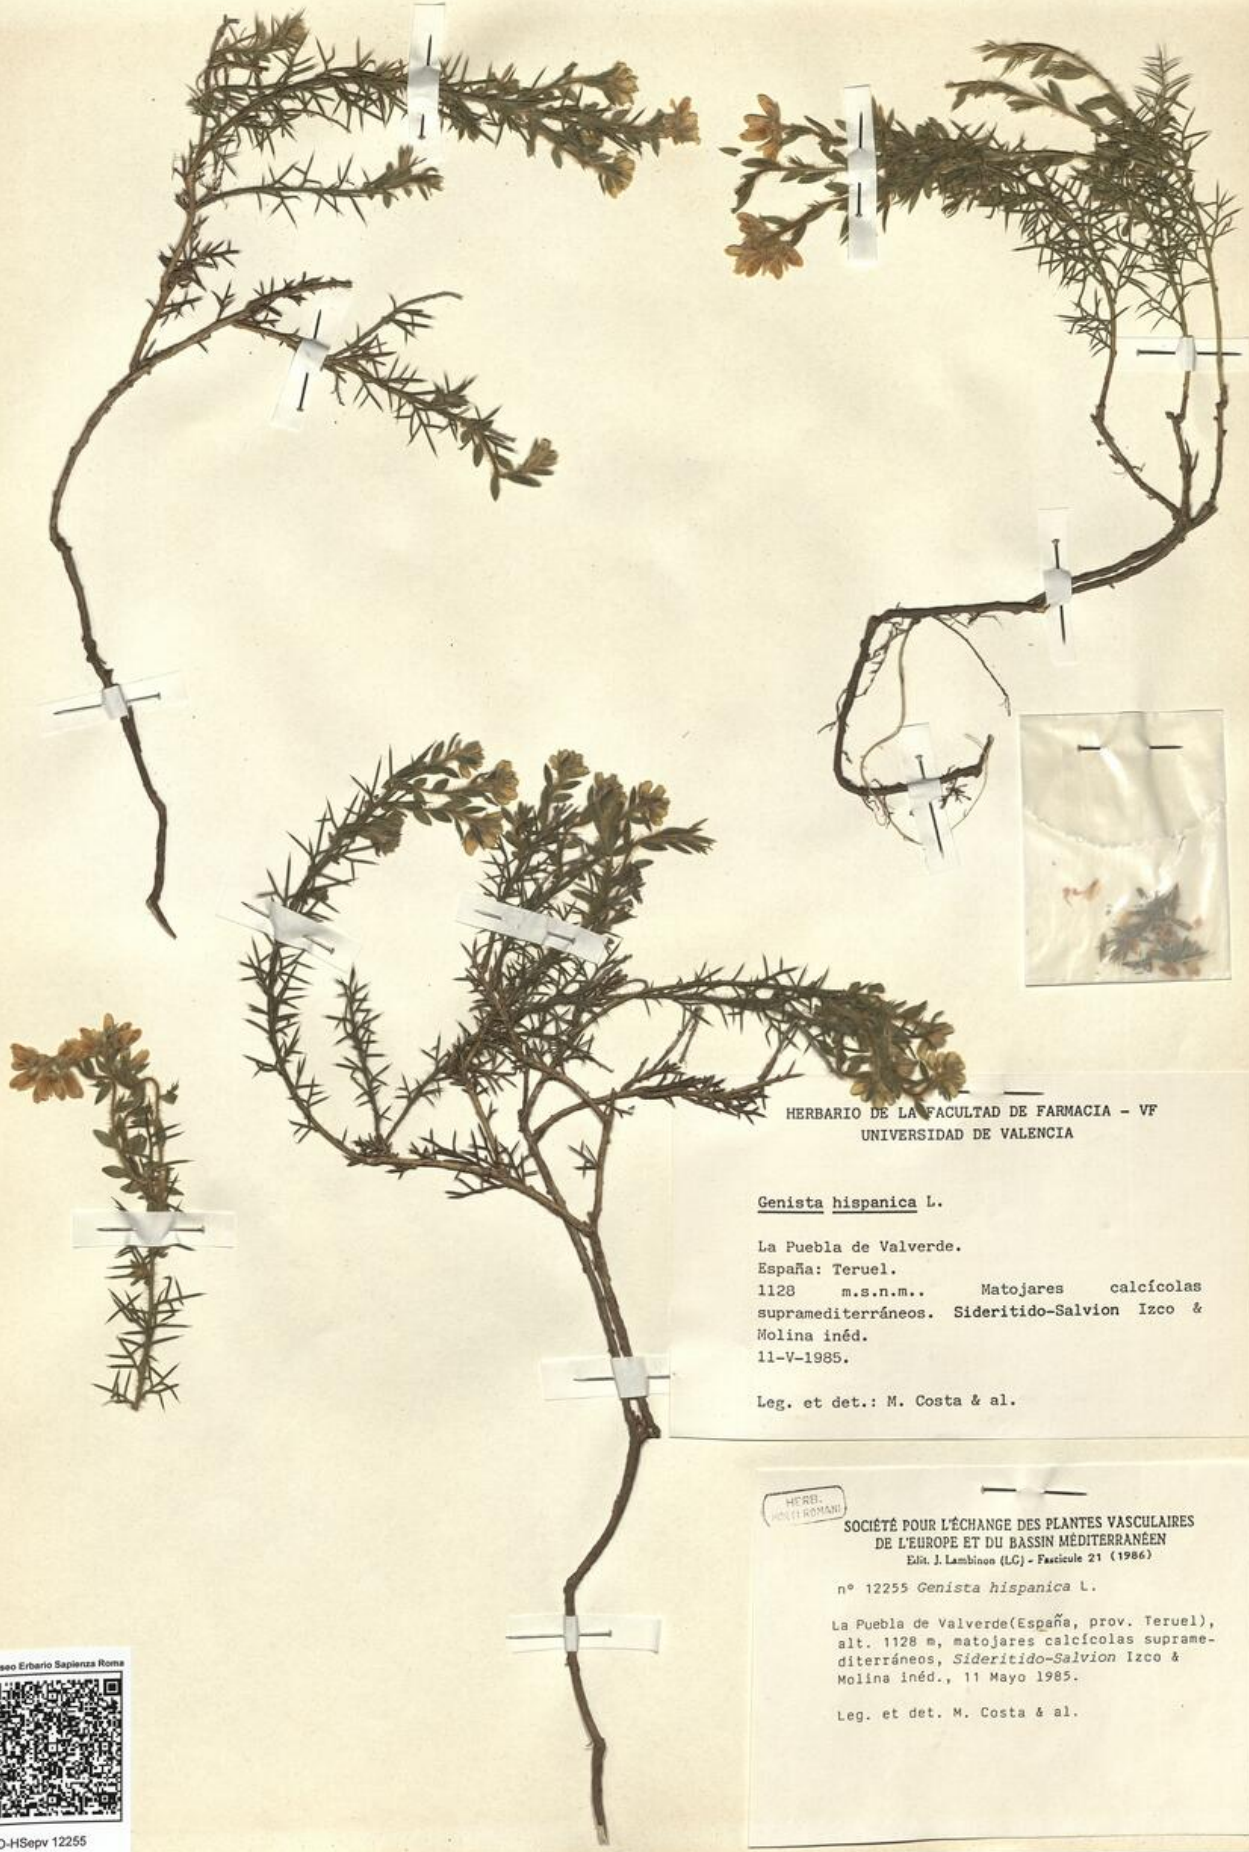 HERBARIO DE LA FACULTAD DE FARMACIA - VF
UNIVERSIDAD DE VALENCIA
Genista hispanica L.
La Puebla de Valverde.
España: Teruel.
1128 m.s.n.m.. Matojares calcícolas
supramediterráneos. Sideritido-Salvion Izco &
Molina inéd.
11-V-1985.
Leg. et det.: M. Costa & al.
HERB.
SOCIÉTÉ POUR L'ÉCHANGE DES PLANTES VASCULAIRES
DE L'EUROPE ET DU BASSIN MÉDITERRANÉEN
Edit. J. Lambinon (LG) - Fascicule 21 (1986)
n° 12255 Genista hispanica L.
La Puebla de Valverde(España, prov. Teruel),
alt. 1128 m, matojares calcícolas suprame-
diterráneos, Sideritido-Salvion Izco &
Molina inéd., 11 Mayo 1985.
Leg. et det. M. Costa & al.
seo Erbario Sapienza Roma
O-HSepv 12255